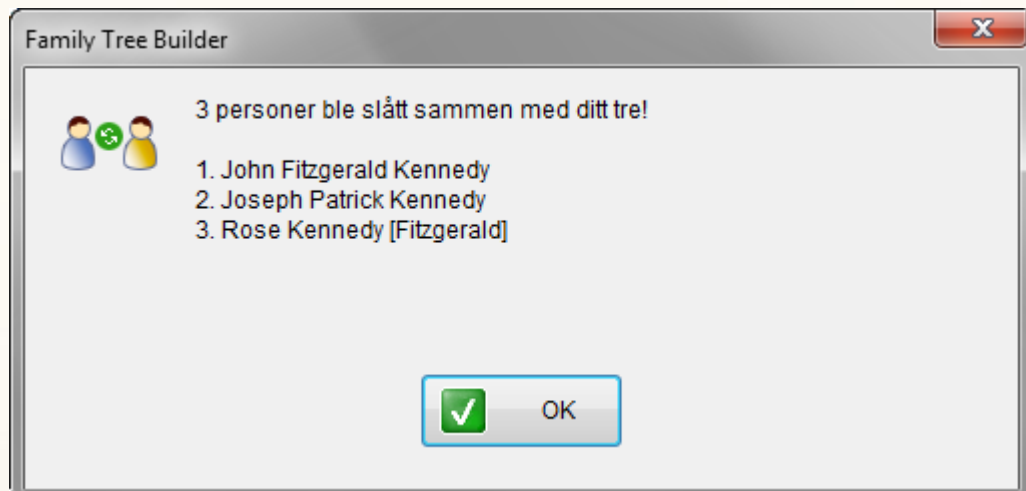 Family Tree Builder
3 personer ble slått sammen med ditt tre!
1. John Fitzgerald Kennedy
2. Joseph Patrick Kennedy
3. Rose Kennedy [Fitzgerald]
OK